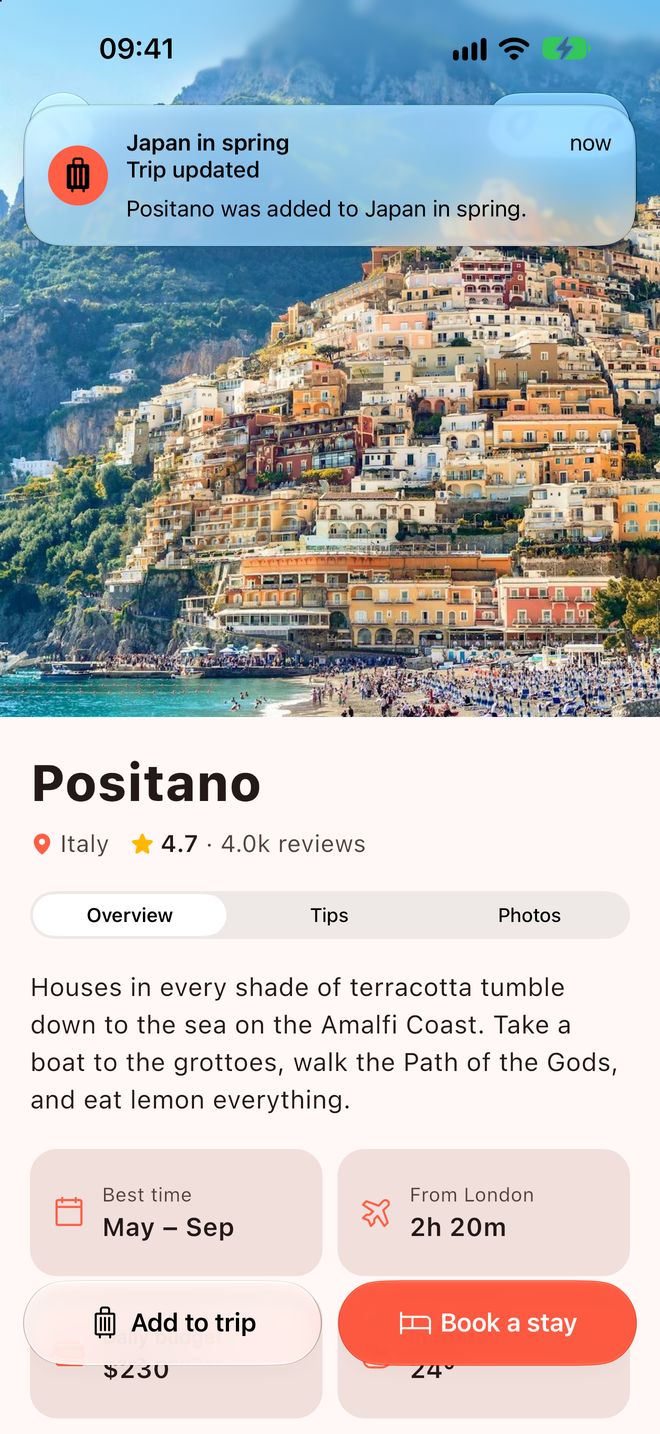 09:41
Japan in spring
now
Trip updated
Positano was added to Japan in spring.
Positano
Italy 4.7 · 4.0k reviews
Overview
Tips
Photos
Houses in every shade of terracotta tumble
down to the sea on the Amalfi Coast. Take a
boat to the grottoes, walk the Path of the Gods,
and eat lemon everything.
Best time
May – Sep
From London
2h 20m
Add to trip
Book a stay
$230
24°